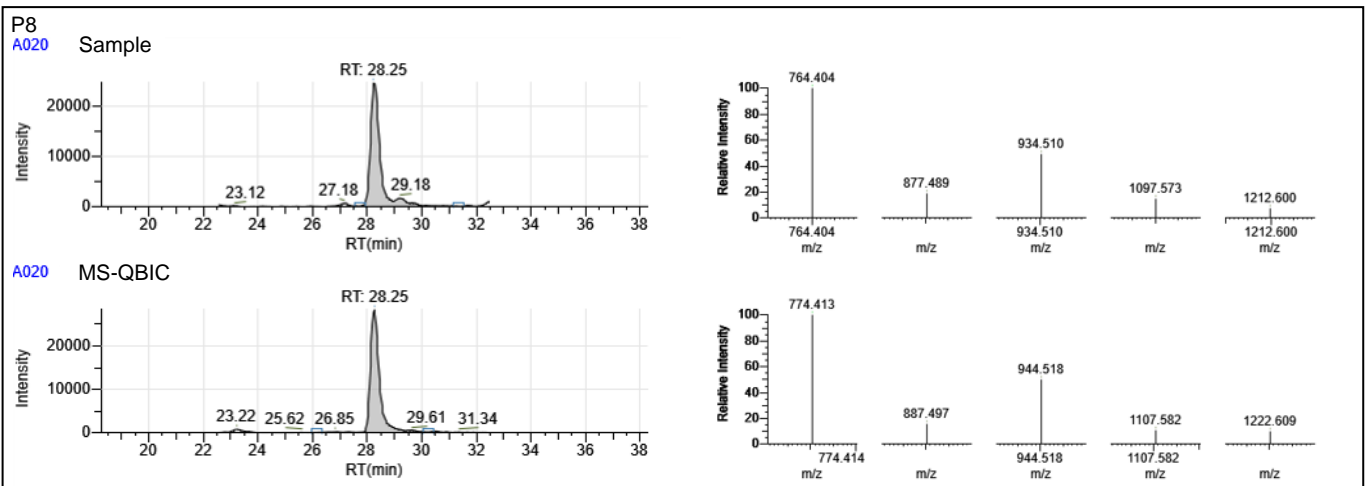 P8
A020 Sample
RT: 28.25
Intensity
20000
10000
0
23.12
27.18
29.18
20 22 24 26 28 30 32 34 36 38
RT(min)
Relative Intensity
100
80
60
40
20
0
764.404
877.489
934.510
1097.573
1212.600
764.404 934.510 1212.600
m/z m/z m/z m/z m/z
A020 MS-QBIC
RT: 28.25
Intensity
20000
10000
0
23.22 25.62 26.85 29.61 31.34
20 22 24 26 28 30 32 34 36 38
RT(min)
Relative Intensity
100
80
60
40
20
0
774.413
887.497
944.518
1107.582
1222.609
774.414 944.518 1107.582
m/z m/z m/z m/z m/z